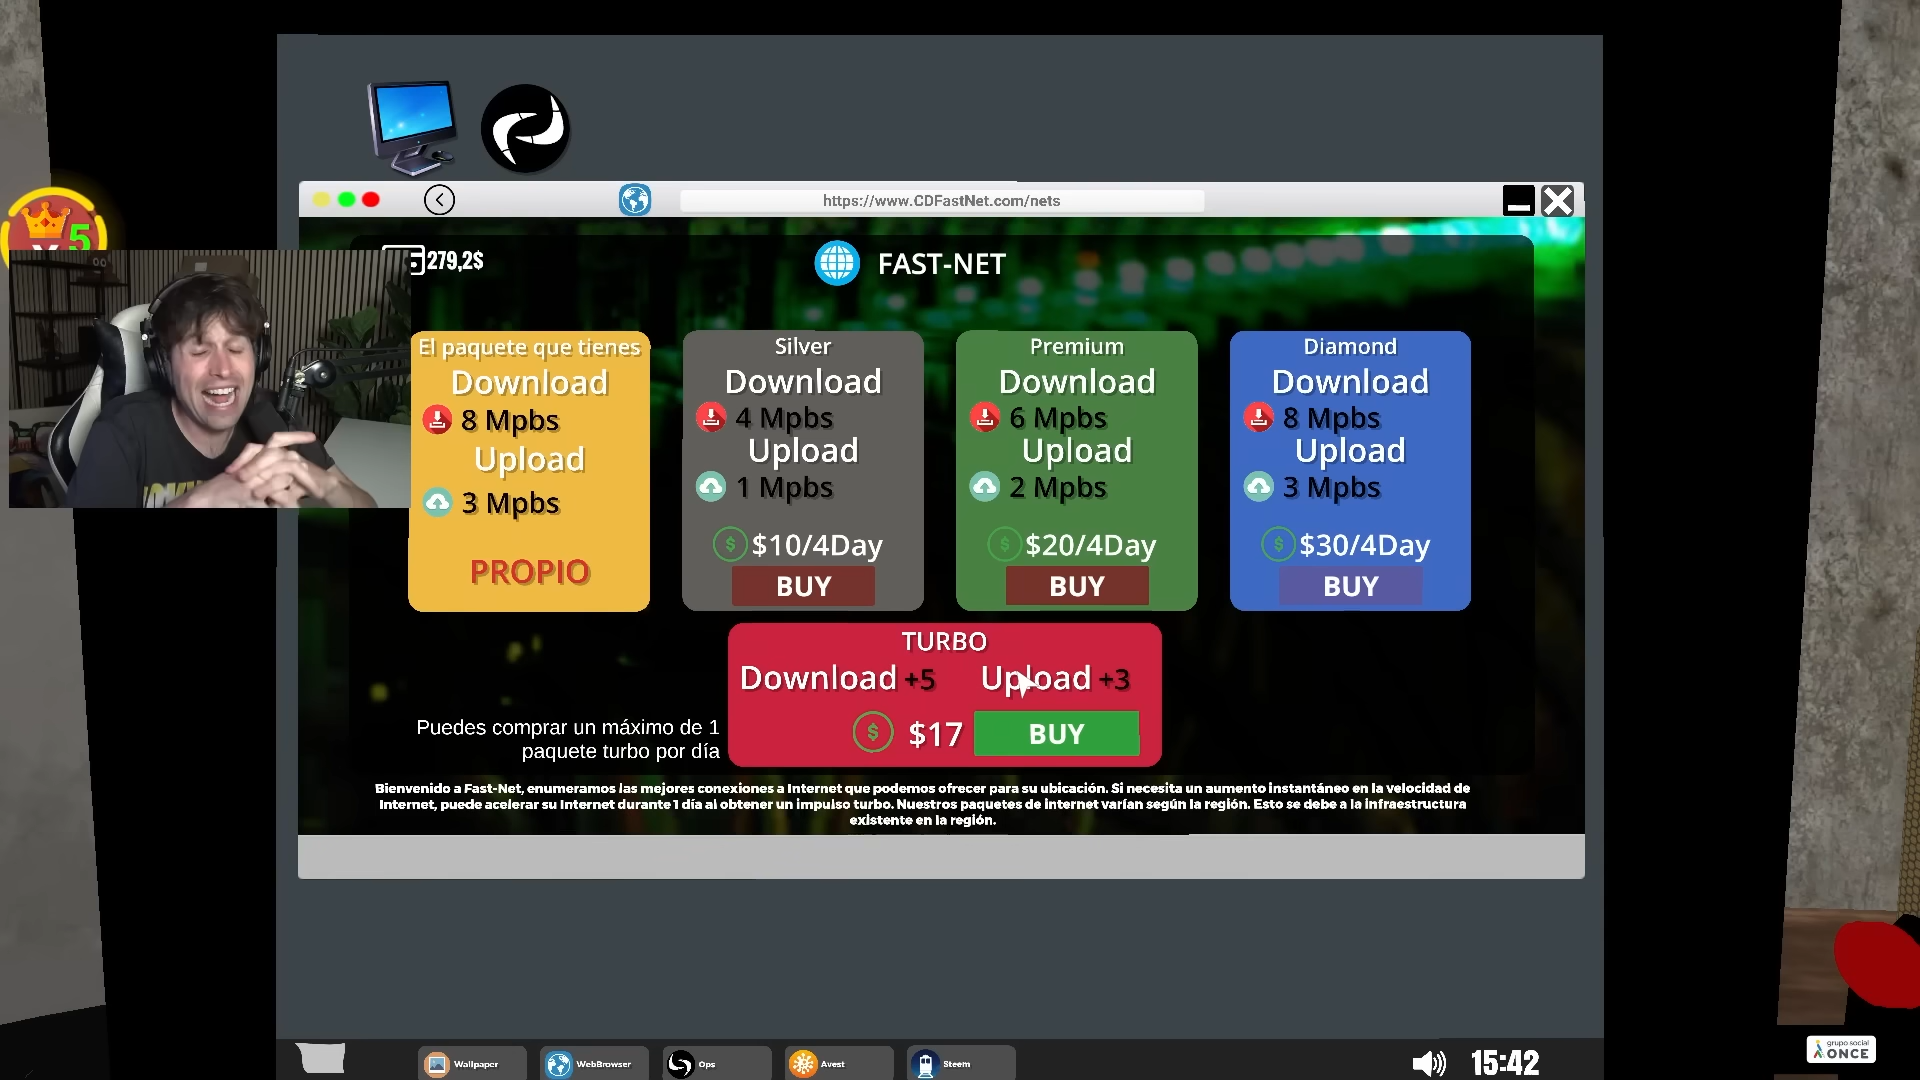 https://www.CDFastNet.com/nets
X 5
279,2$
FAST-NET
El paquete que tienes
Download
8 Mpbs
Upload
3 Mpbs
PROPIO
Silver
Download
4 Mpbs
Upload
1 Mpbs
$ $10/4Day
BUY
Premium
Download
6 Mpbs
Upload
2 Mpbs
$ $20/4Day
BUY
Diamond
Download
8 Mpbs
Upload
3 Mpbs
$ $30/4Day
BUY
TURBO
Download +5 Upload +3
$ $17 BUY
Puedes comprar un máximo de 1
paquete turbo por día
Bienvenido a Fast-Net, enumeramos las mejores conexiones a Internet que podemos ofrecer para su ubicación. Si necesita un aumento instantáneo en la velocidad de
Internet, puede acelerar su Internet durante 1 día al obtener un impulso turbo. Nuestros paquetes de internet varían según la región. Esto se debe a la infraestructura
existente en la región.
Wallpaper
WebBrowser
Ops
Avest
Steem
15:42
grupo social
ONCE